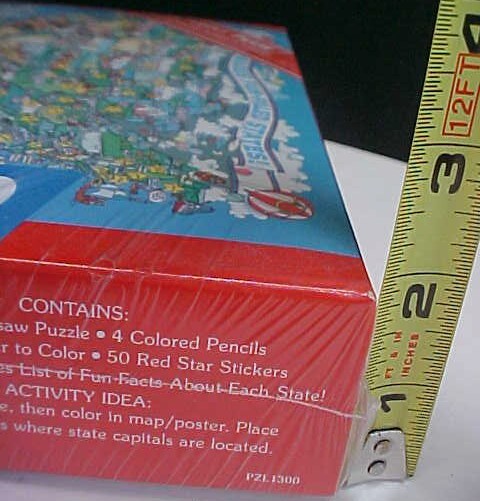 CONTAINS:
saw Puzzle • 4 Colored Pencils
r to Color • 50 Red Star Stickers
es List of Fun Facts About Each State!
ACTIVITY IDEA:
e, then color in map/poster. Place
s where state capitals are located.
PZL1300
4
12FT
3
2
FT & IN
INCHES
1